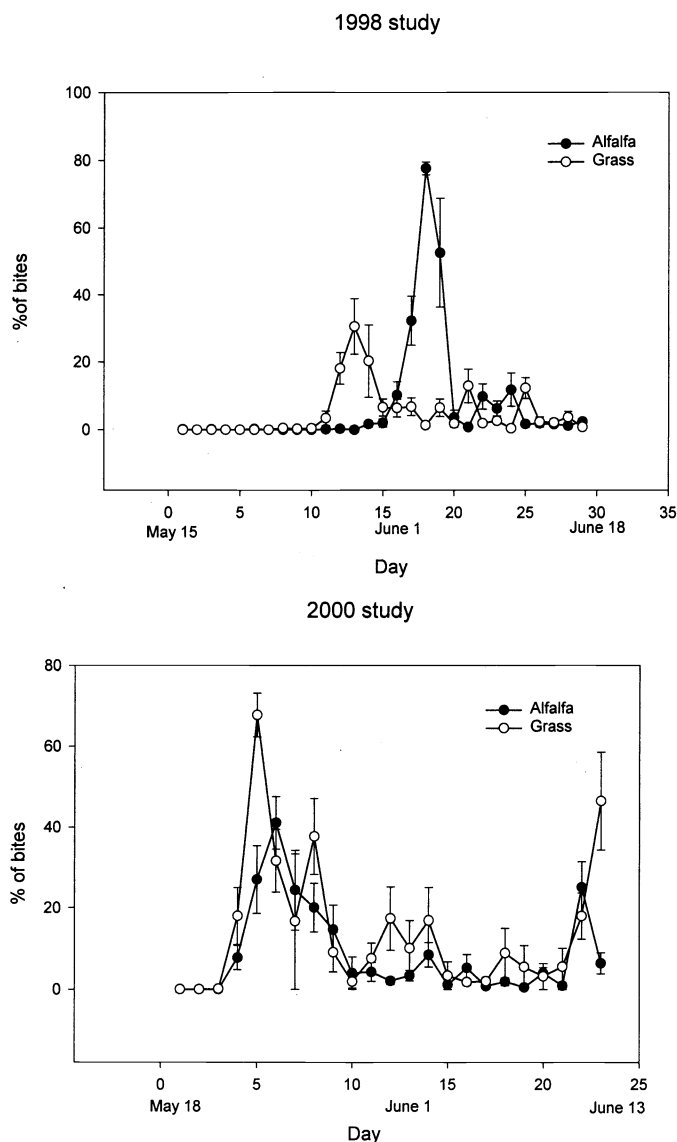 1998 study
100
80
60
40
20
0
%of bites
Alfalfa
Grass
0 5 10 15 20 25 30 35
May 15 June 1 June 18
Day
2000 study
80
60
40
20
0
% of bites
Alfalfa
Grass
0 5 10 15 20 25
May 18 June 1 June 13
Day